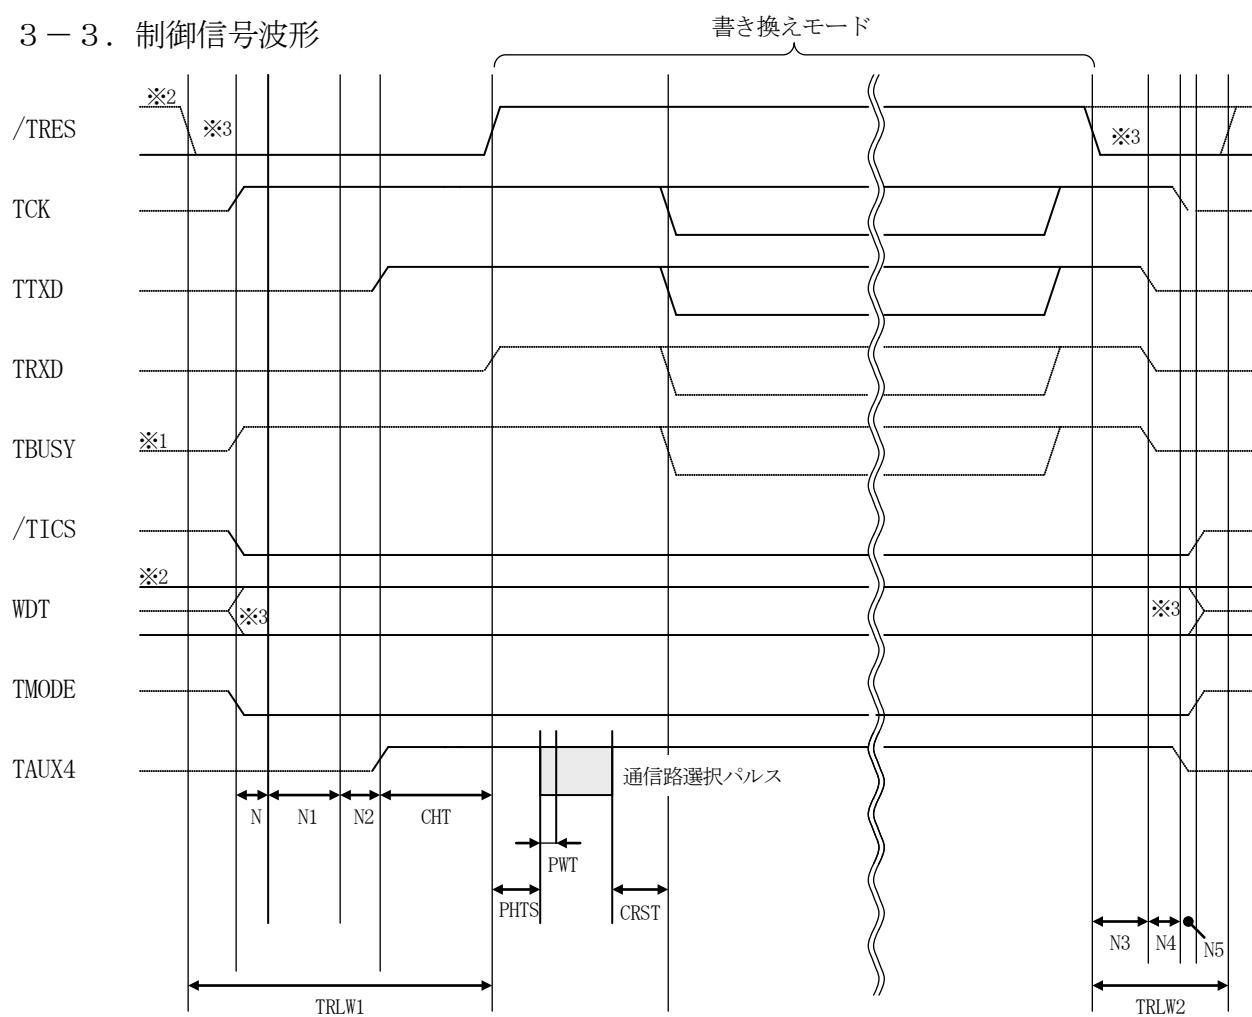 3－3．制御信号波形
書き換えモード
※2
/TRES
※3
※3
TCK
TTXD
TRXD
TBUSY
※1
/TICS
※2
WDT
※3
※3
TMODE
TAUX4
通信路選択パルス
N
N1
N2
CHT
PWT
PHTS
CRST
N3
N4
N5
TRLW1
TRLW2